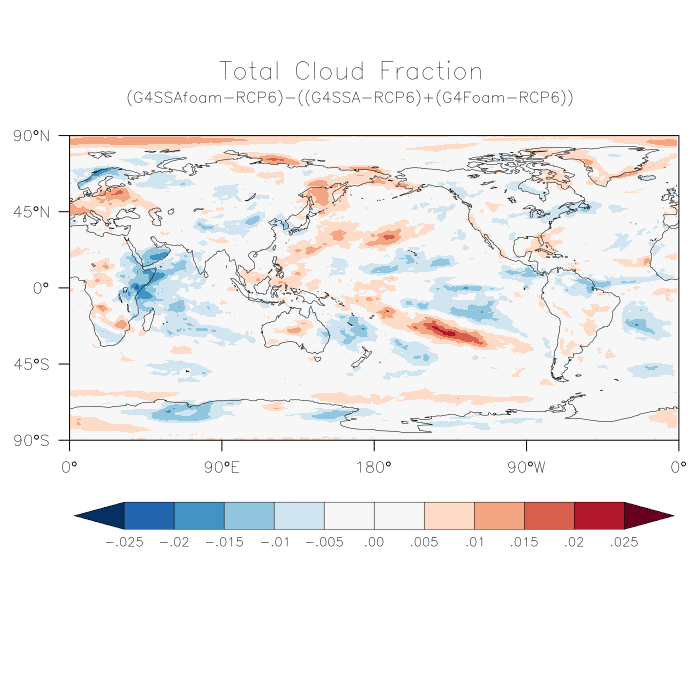 Total Cloud Fraction
(G4SSAfoam−RCP6)−((G4SSA−RCP6)+(G4Foam−RCP6))
90°N
45°N
0°
45°S
90°S
0° 90°E 180° 90°W 0°
−.025 −.02 −.015 −.01 −.005 .00 .005 .01 .015 .02 .025